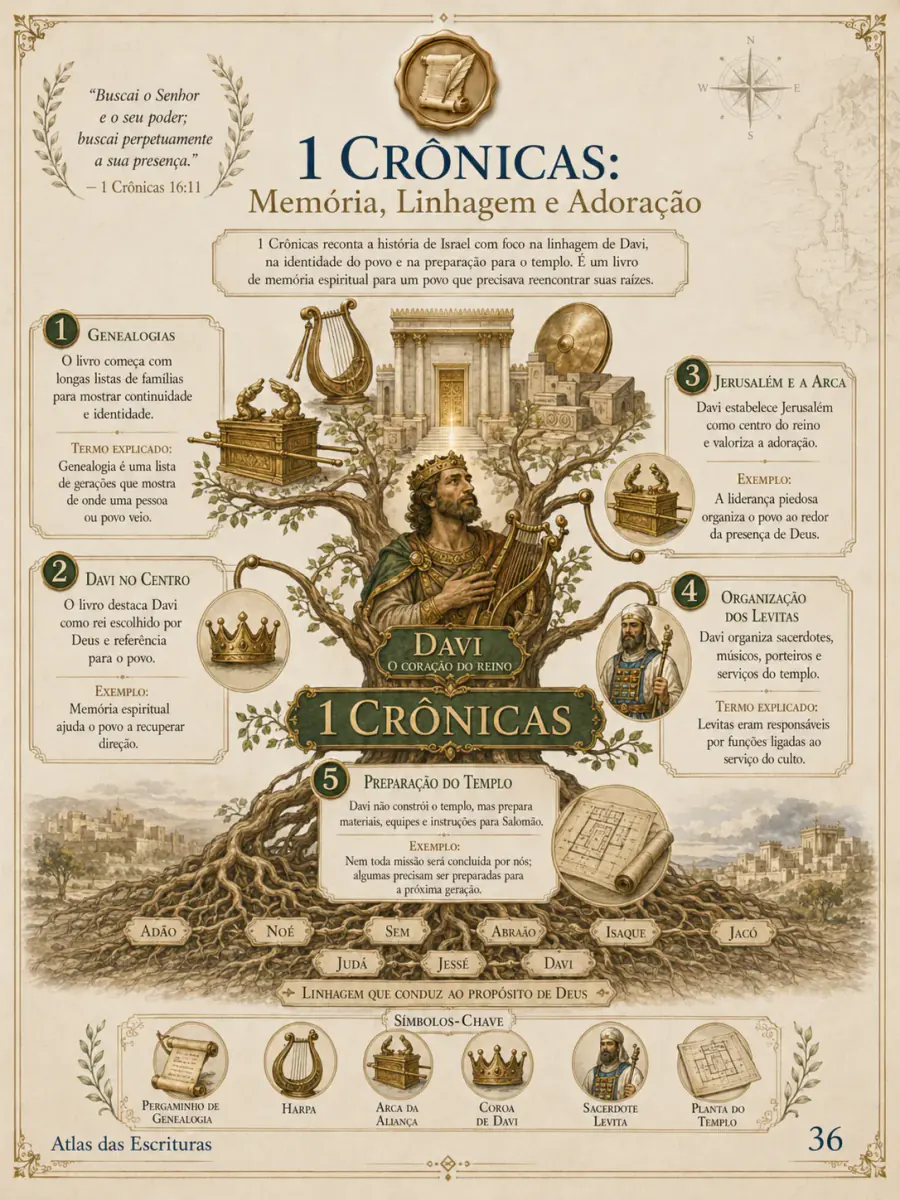 “Buscai o Senhor
e o seu poder;
buscai perpetuamente
a sua presença.”
– 1 Crônicas 16:11
N
W
E
S
1 Crônicas:
Memória, Linhagem e Adoração
1 Crônicas reconta a história de Israel com foco na linhagem de Davi,
na identidade do povo e na preparação para o templo. É um livro
de memória espiritual para um povo que precisava reencontrar suas raízes.
1 Genealogias
O livro começa com
longas listas de famílias
para mostrar continuidade
e identidade.
Termo explicado:
Genealogia é uma lista
de gerações que mostra
de onde uma pessoa
ou povo veio.
2 Davi no Centro
O livro destaca Davi
como rei escolhido por
Deus e referência
para o povo.
Exemplo:
Memória espiritual
ajuda o povo a recuperar
direção.
3 Jerusalém e a Arca
Davi estabelece Jerusalém
como centro do reino
e valoriza a adoração.
Exemplo:
A liderança piedosa
organiza o povo ao redor
da presença de Deus.
4 Organização
dos Levitas
Davi organiza sacerdotes,
músicos, porteiros e
serviços do templo.
Termo explicado:
Levitas eram responsáveis
por funções ligadas ao
serviço do culto.
Davi
o coração do reino
1 Crônicas
5 Preparação do Templo
Davi não constrói o templo, mas prepara
materiais, equipes e instruções para Salomão.
Exemplo:
Nem toda missão será concluída por nós;
algumas precisam ser preparadas para
a próxima geração.
Adão
Noé
Sem
Abraão
Isaque
Jacó
Judá
Jessé
Davi
Linhagem que conduz ao propósito de Deus
Símbolos-Chave
Pergaminho de
Genealogia
Harpa
Arca da
Aliança
Coroa
de Davi
Sacerdote
Levita
Planta do
Templo
Atlas das Escrituras
36